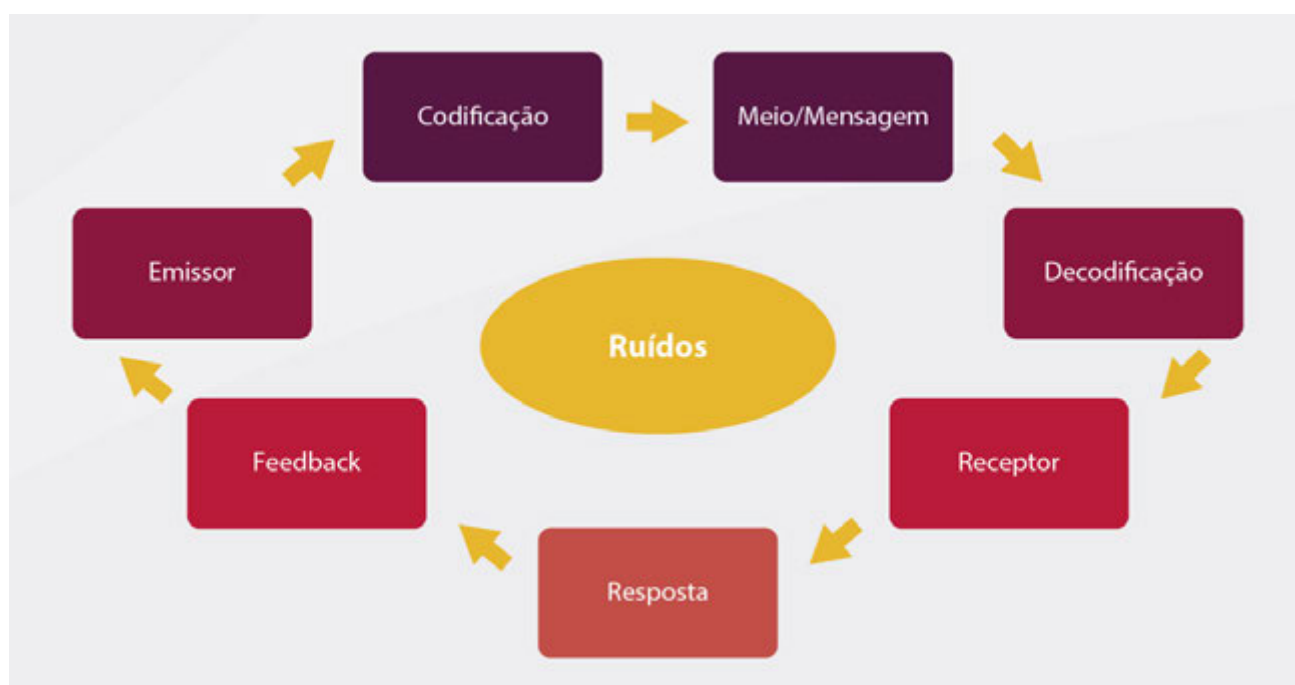 Codificação
Meio/Mensagem
Emissor
Decodificação
Ruídos
Feedback
Receptor
Resposta